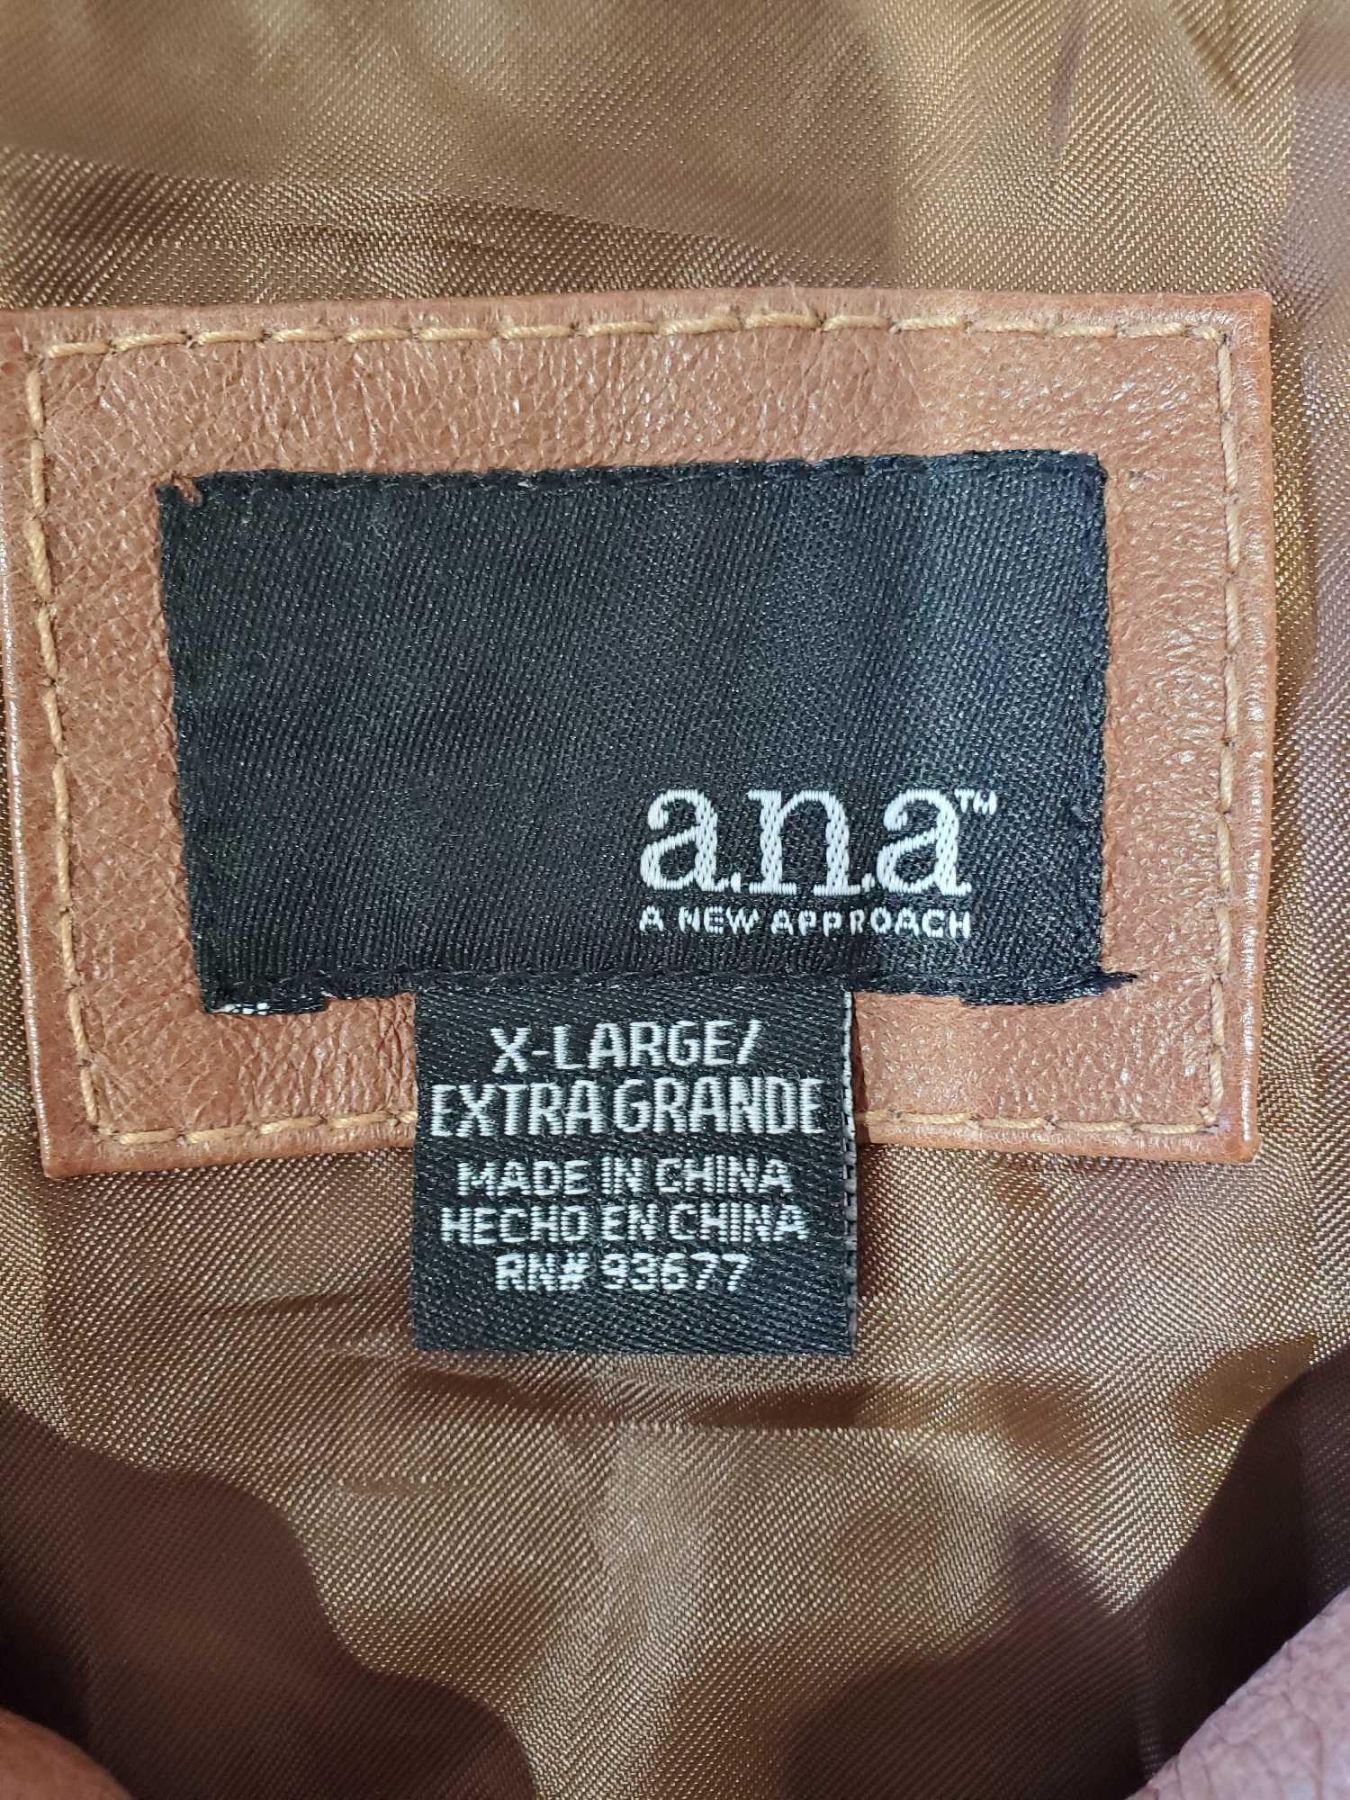 a.n.a™
A NEW APPROACH
X-LARGE/
EXTRA GRANDE
MADE IN CHINA
HECHO EN CHINA
RN# 93677